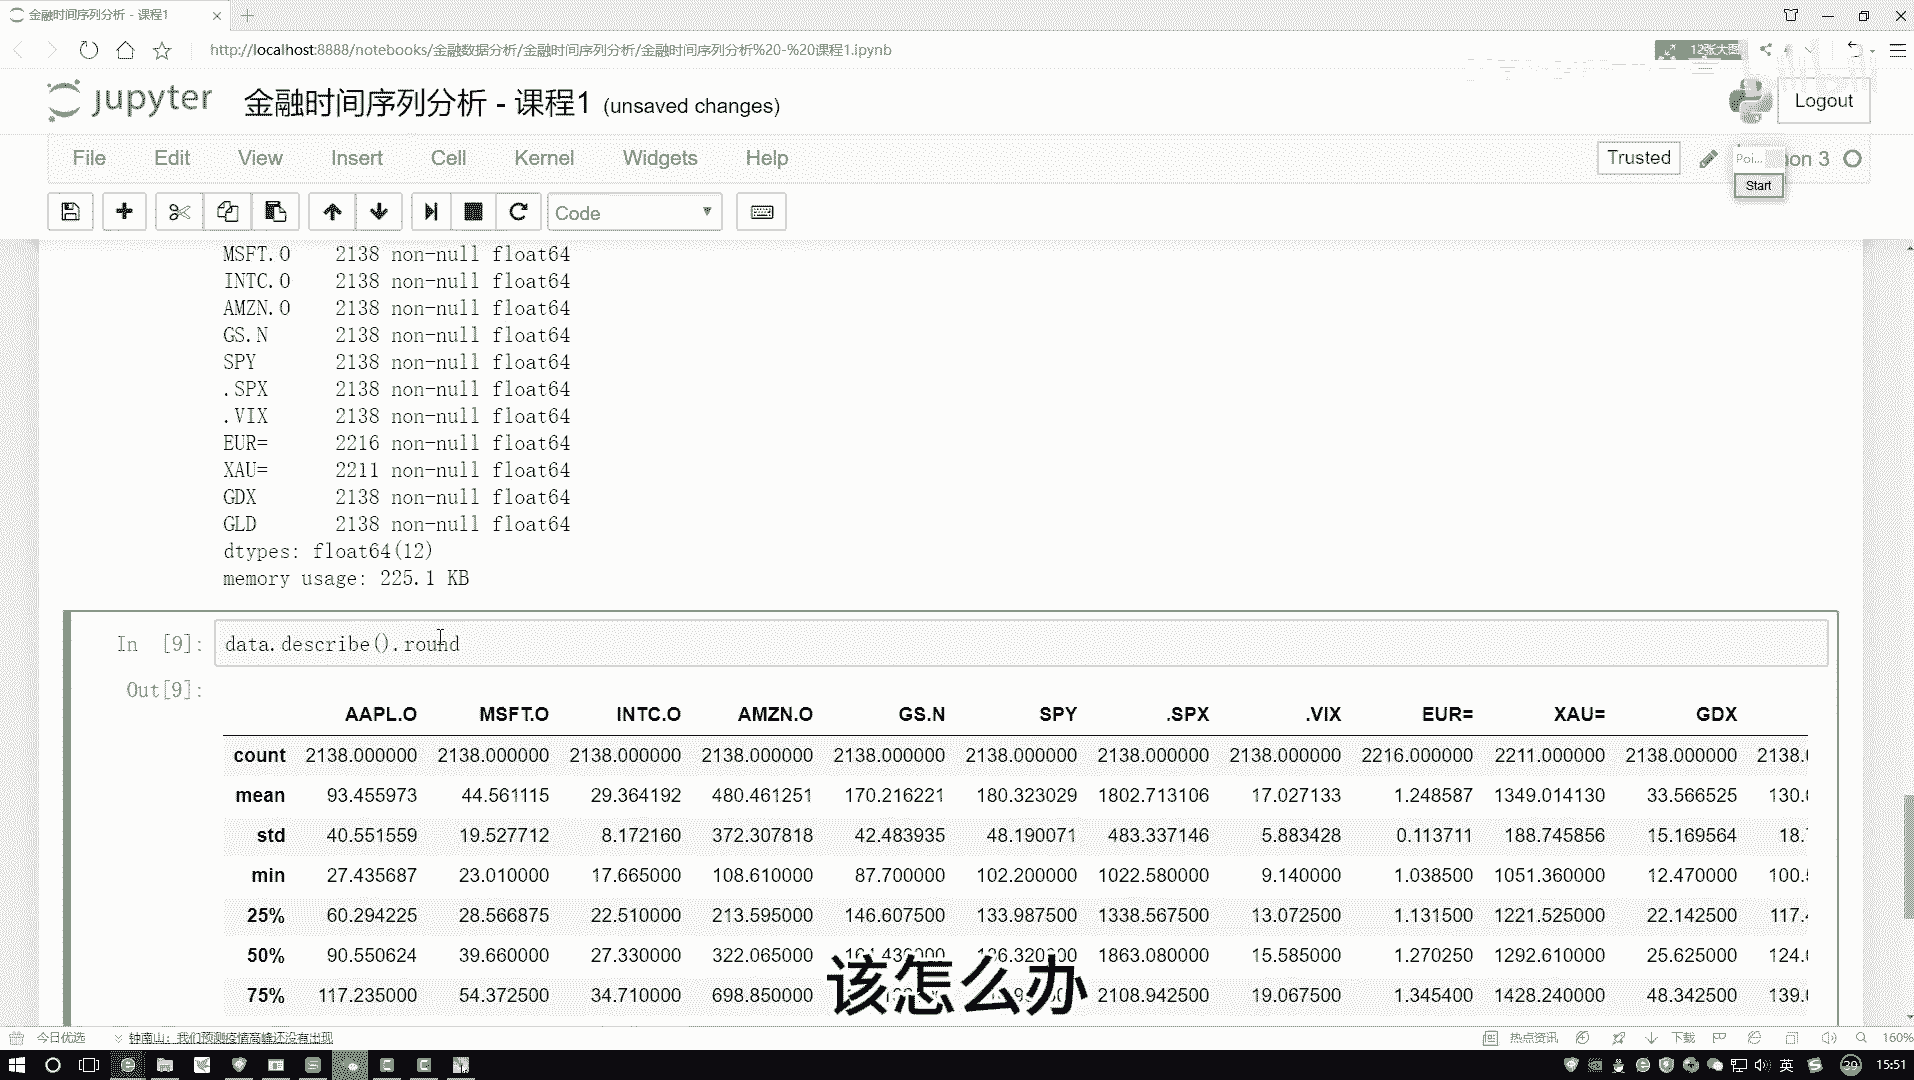 金融时间序列分析 - 课程1
http://localhost:8888/notebooks/金融数据分析/金融时间序列分析/金融时间序列分析%20-%20课程1.ipynb
12张大图
jupyter 金融时间序列分析 - 课程1 (unsaved changes)
Logout
File Edit View Insert Cell Kernel Widgets Help
Trusted
Poi... on 3
Start
Code
MSFT.O 2138 non-null float64
INTC.O 2138 non-null float64
AMZN.O 2138 non-null float64
GS.N 2138 non-null float64
SPY 2138 non-null float64
.SPX 2138 non-null float64
.VIX 2138 non-null float64
EUR= 2216 non-null float64
XAU= 2211 non-null float64
GDX 2138 non-null float64
GLD 2138 non-null float64
dtypes: float64(12)
memory usage: 225.1 KB
In [9]: data.describe().round
Out[9]:
AAPL.O MSFT.O INTC.O AMZN.O GS.N SPY .SPX .VIX EUR= XAU= GDX
count 2138.000000 2138.000000 2138.000000 2138.000000 2138.000000 2138.000000 2138.000000 2138.000000 2216.000000 2211.000000 2138.000000 2138.
mean 93.455973 44.561115 29.364192 480.461251 170.216221 180.323029 1802.713106 17.027133 1.248587 1349.014130 33.566525 130.
std 40.551559 19.527712 8.172160 372.307818 42.483935 48.190071 483.337146 5.883428 0.113711 188.745856 15.169564 18.
min 27.435687 23.010000 17.665000 108.610000 87.700000 102.200000 1022.580000 9.140000 1.038500 1051.360000 12.470000 100.
25% 60.294225 28.566875 22.510000 213.595000 146.607500 133.987500 1338.567500 13.072500 1.131500 1221.525000 22.142500 117.
50% 90.550624 39.660000 27.330000 322.065000 1863.080000 15.585000 1.270250 1292.610000 25.625000 124.
75% 117.235000 54.372500 34.710000 698.850000 2108.942500 19.067500 1.345400 1428.240000 48.342500 139.
该怎么办
今日优选 钟南山：我们预测疫情高峰还没有出现
热点资讯 下载 160%
英 29 15:51